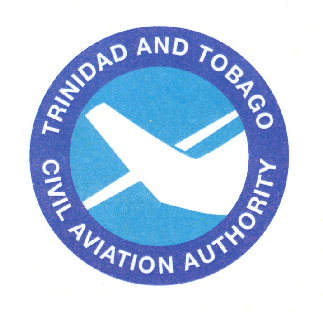 TRINIDAD AND TOBAGO
CIVIL AVIATION AUTHORITY